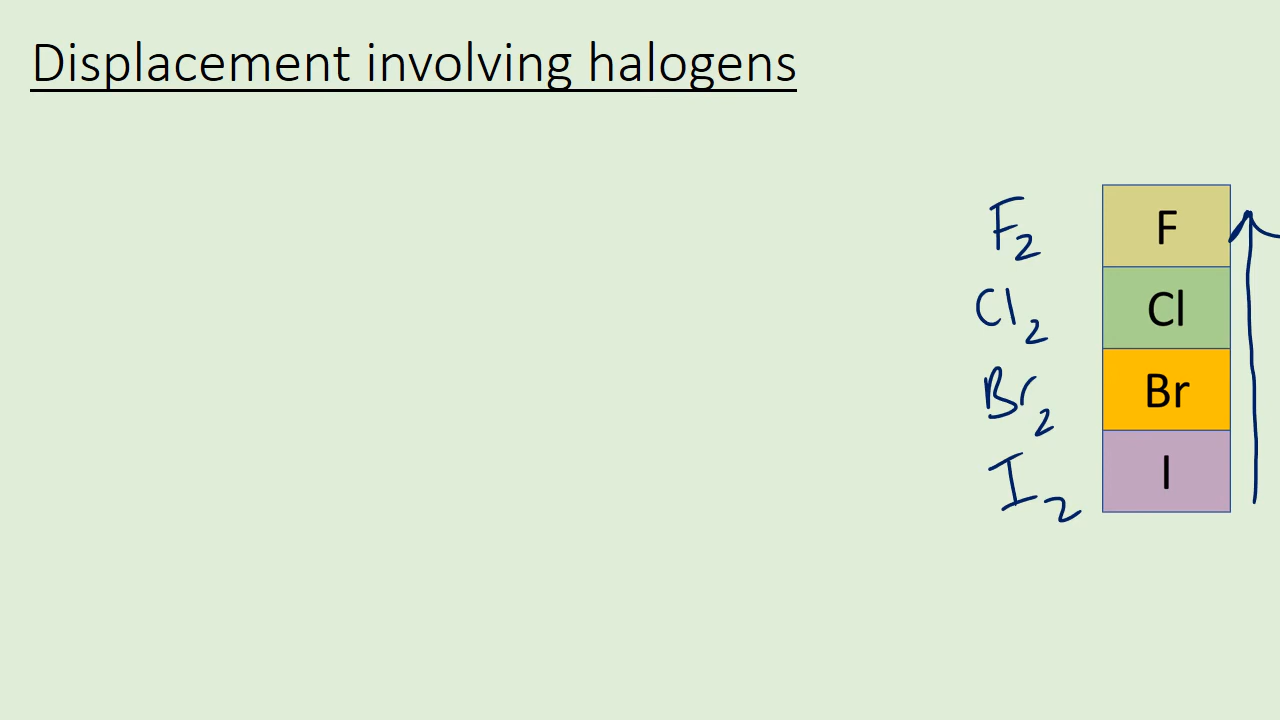 Displacement involving halogens
F₂ F
Cl₂ Cl
Br₂ Br
I₂ I